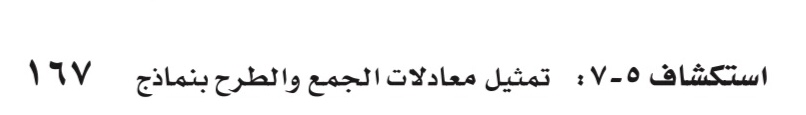 استكشاف ٥-٧ : تمثيل معادلات الجمع والطرح بنماذج ١٦٧